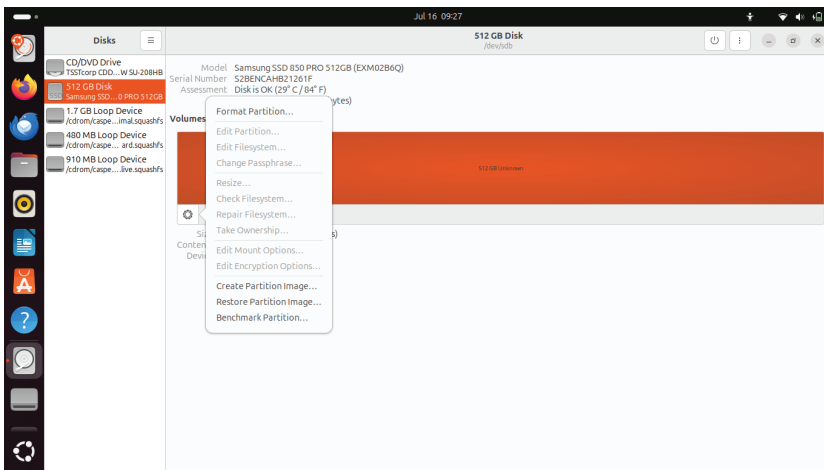 Jul 16 09:27
Disks
512 GB Disk
/dev/sdb
CD/DVD Drive
TSSTcorp CDD...W SU-208HB
512 GB Disk
Samsung SSD...0 PRO 512GB
1.7 GB Loop Device
/cdrom/caspe...imal.squashfs
480 MB Loop Device
/cdrom/caspe... ard.squashfs
910 MB Loop Device
/cdrom/caspe....live.squashfs
Model Samsung SSD 850 PRO 512GB (EXM02B6Q)
Serial Number S2BENCAHB21261F
Assessment Disk is OK (29° C / 84° F)
ytes)
Volumes
512 GB Unknown
Format Partition...
Edit Partition...
Edit Filesystem...
Change Passphrase...
Resize...
Check Filesystem...
Repair Filesystem...
Take Ownership...
Edit Mount Options...
Edit Encryption Options...
Create Partition Image...
Restore Partition Image...
Benchmark Partition...
Si s)
Conten
Devi